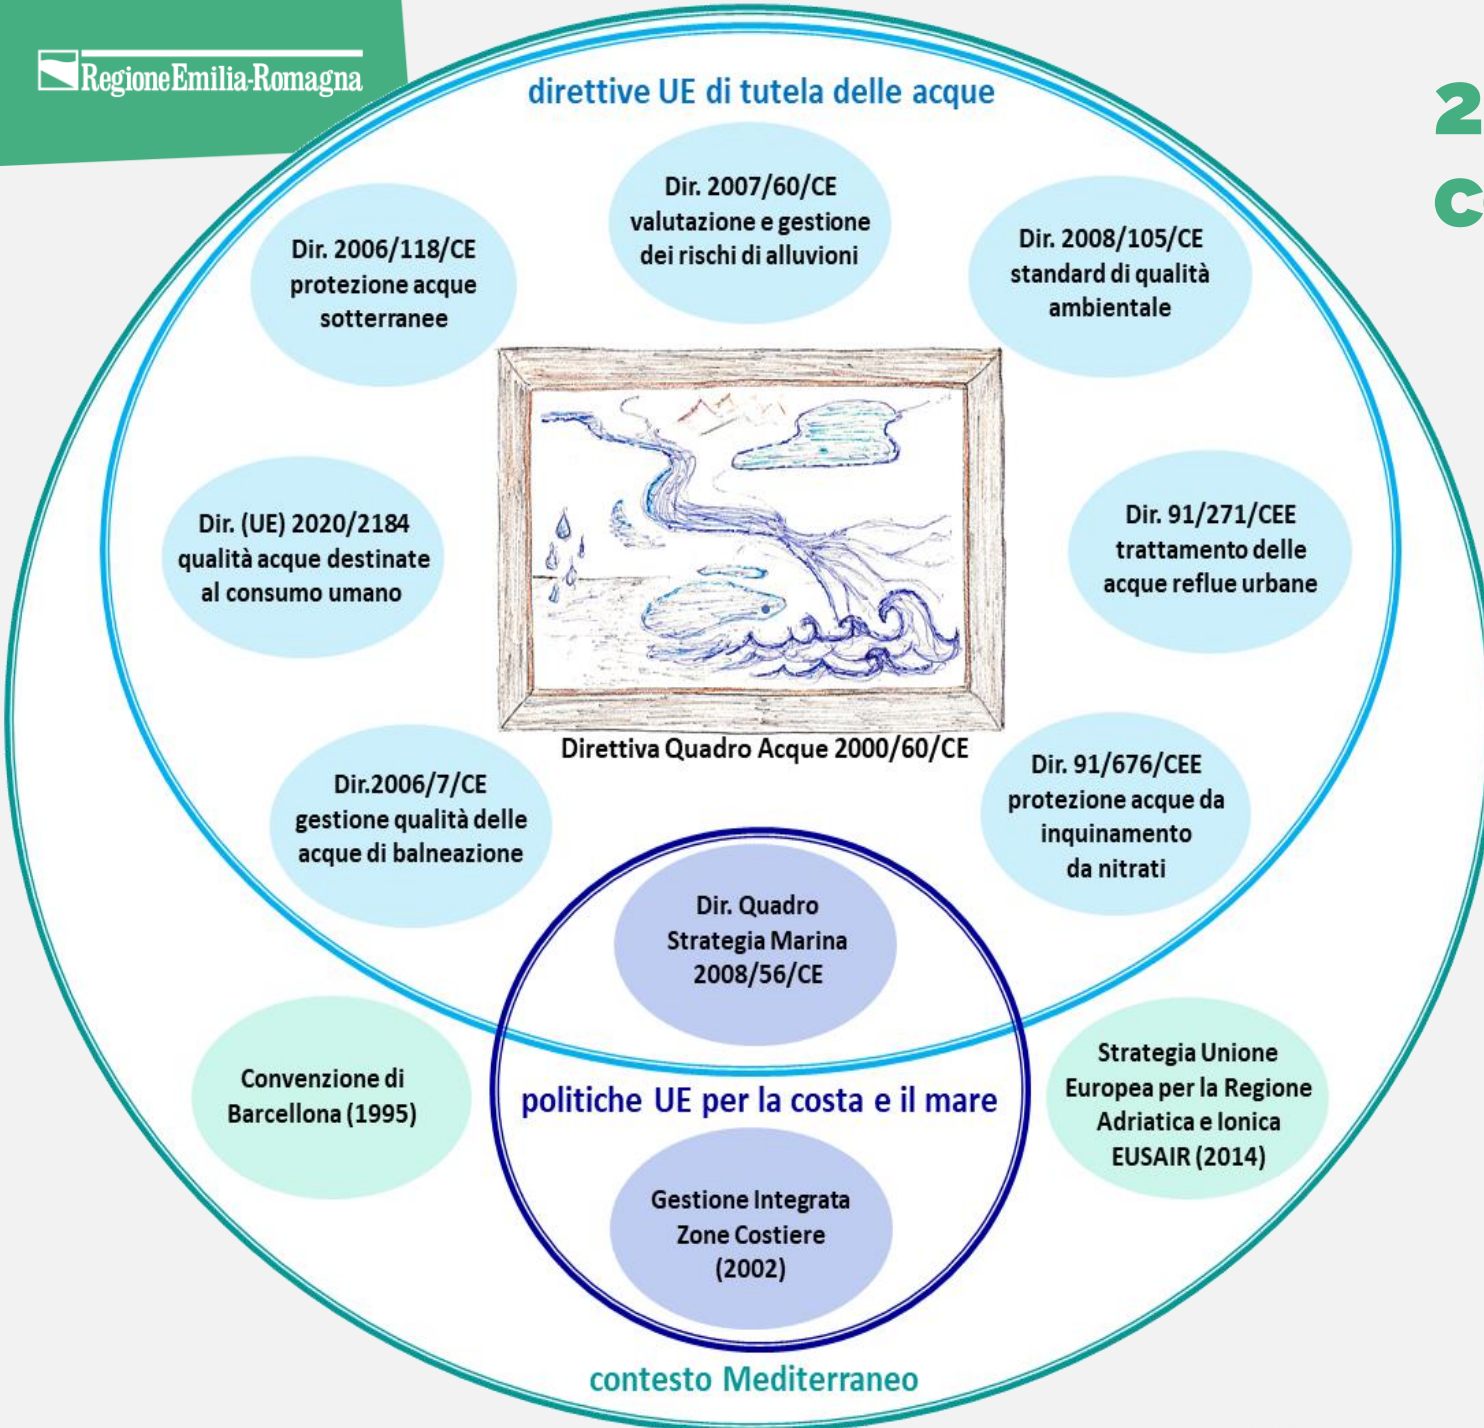 RegioneEmilia-Romagna
direttive UE di tutela delle acque
Dir. 2007/60/CE
valutazione e gestione
dei rischi di alluvioni
Dir. 2006/118/CE
protezione acque
sotterranee
Dir. 2008/105/CE
standard di qualità
ambientale
Dir. (UE) 2020/2184
qualità acque destinate
al consumo umano
Dir. 91/271/CEE
trattamento delle
acque reflue urbane
Direttiva Quadro Acque 2000/60/CE
Dir.2006/7/CE
gestione qualità delle
acque di balneazione
Dir. 91/676/CEE
protezione acque da
inquinamento
da nitrati
Dir. Quadro
Strategia Marina
2008/56/CE
Convenzione di
Barcellona (1995)
politiche UE per la costa e il mare
Strategia Unione
Europea per la Regione
Adriatica e Ionica
EUSAIR (2014)
Gestione Integrata
Zone Costiere
(2002)
contesto Mediterraneo
2